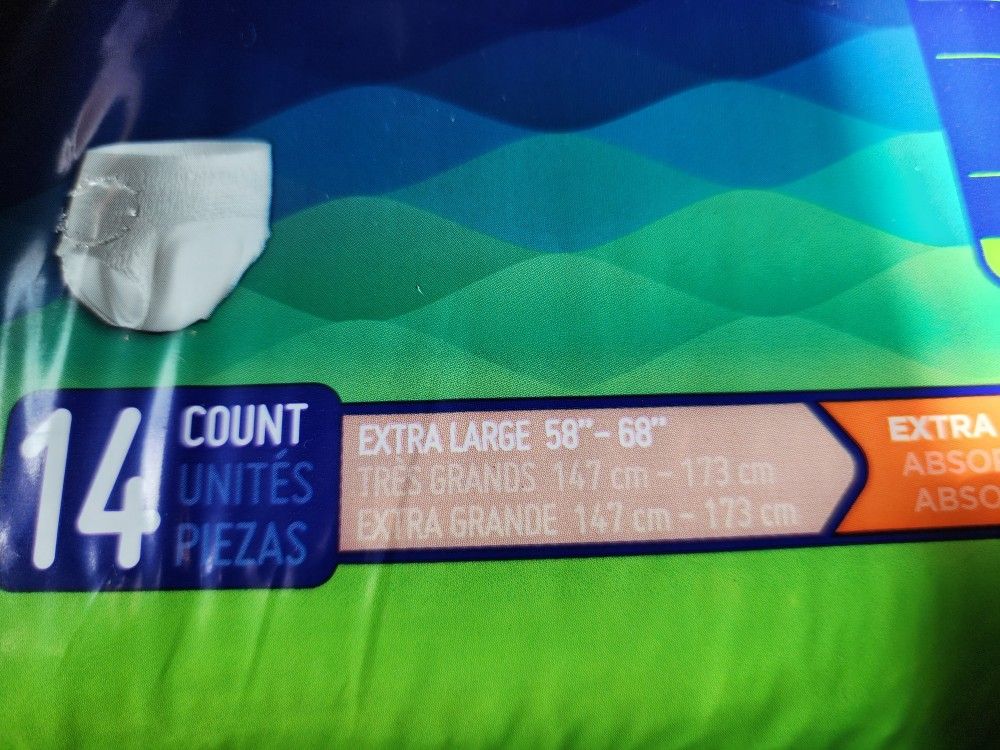 14
COUNT
UNITÉS
PIEZAS
EXTRA LARGE 58”– 68”
TRÈS GRANDS 147 cm – 173 cm
EXTRA GRANDE 147 cm – 173 cm
EXTRA